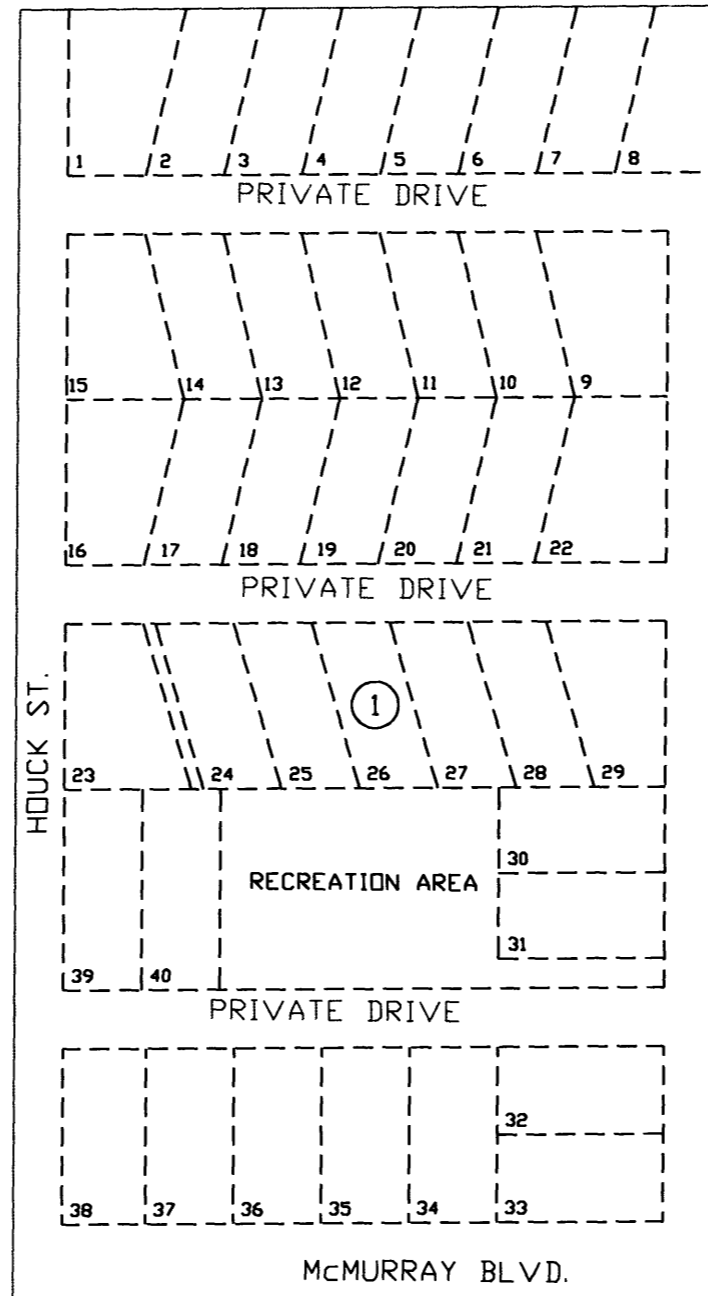 1 2 3 4 5 6 7 8
PRIVATE DRIVE
15 14 13 12 11 10 9
16 17 18 19 20 21 22
PRIVATE DRIVE
HOUCK ST.
1
23 24 25 26 27 28 29
30
RECREATION AREA
31
39 40
PRIVATE DRIVE
32
38 37 36 35 34 33
McMURRAY BLVD.